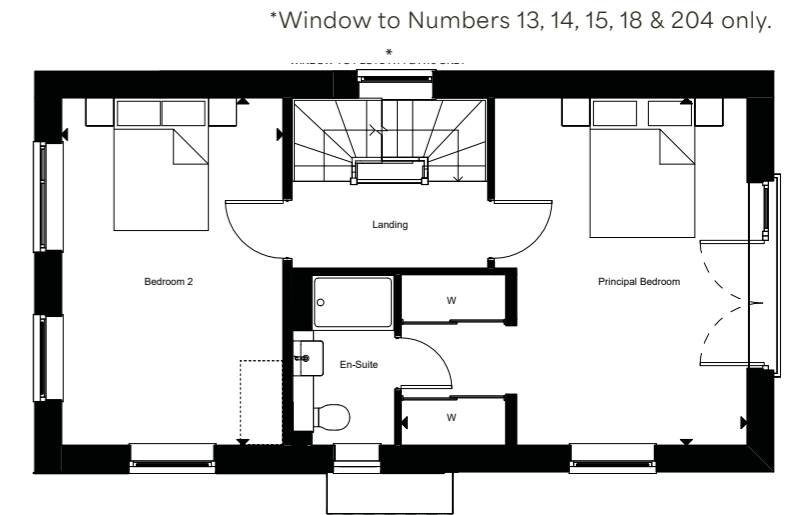 *Window to Numbers 13, 14, 15, 18 & 204 only.
*
Landing
Bedroom 2
Principal Bedroom
W
En-Suite
W